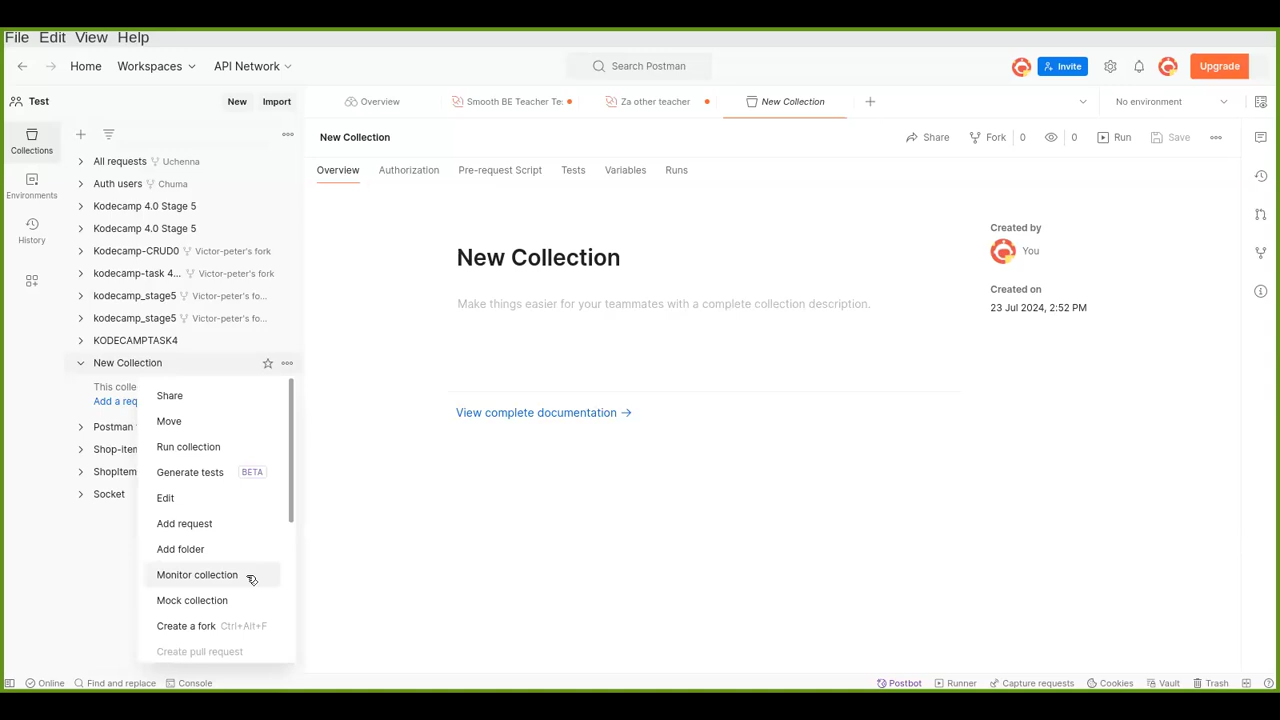 File Edit View Help
Home Workspaces API Network Search Postman Invite Upgrade
Test New Import Overview Smooth BE Teacher Te: Za other teacher New Collection No environment
Collections
Environments
History
All requests Uchenna
Auth users Chuma
Kodecamp 4.0 Stage 5
Kodecamp 4.0 Stage 5
Kodecamp-CRUD0 Victor-peter's fork
kodecamp-task 4... Victor-peter's fork
kodecamp_stage5 Victor-peter's fo...
kodecamp_stage5 Victor-peter's fo...
KODECAMPTASK4
New Collection
This colle
Add a req
Postman
Shop-iten
ShopItem
Socket
Share
Move
Run collection
Generate tests BETA
Edit
Add request
Add folder
Monitor collection
Mock collection
Create a fork Ctrl+Alt+F
Create pull request
New Collection Share Fork 0 0 Run Save
Overview Authorization Pre-request Script Tests Variables Runs
New Collection
Make things easier for your teammates with a complete collection description.
View complete documentation →
Created by
You
Created on
23 Jul 2024, 2:52 PM
Online Find and replace Console Postbot Runner Capture requests Cookies Vault Trash